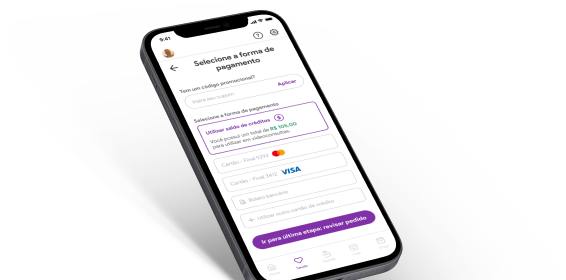 9:41
Selecione a forma de
pagamento
Tem um código promocional?
Insira seu cupom
Aplicar
Selecione a forma de pagamento
Utilizar saldo de créditos
Você possui um total de R$ 105,00
para utilizar em videoconsultas.
Cartão - Final 1234
Cartão - Final 3412 VISA
Boleto bancário
Utilizar outro cartão de crédito
Ir para última etapa: revisar pedido